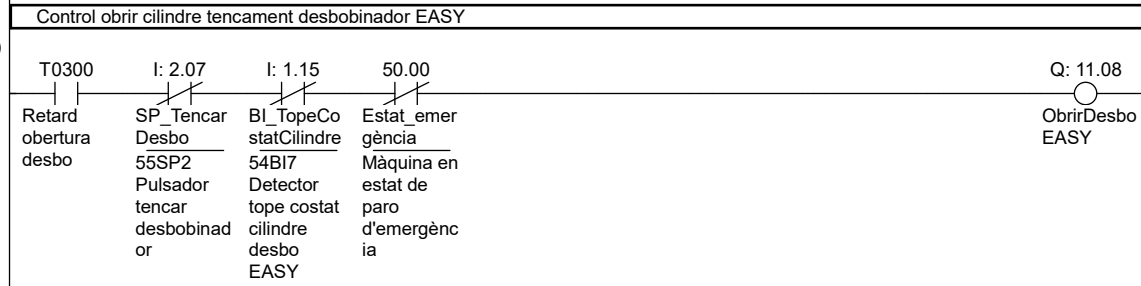 Control obrir cilindre tencament desbobinador EASY
T0300 I: 2.07 I: 1.15 50.00 Q: 11.08
Retard SP_Tencar BI_TopeCo Estat_emer ObrirDesbo
obertura Desbo statCilindre gència EASY
desbo 55SP2 54BI7 Màquina en
Pulsador Detector estat de
tencar tope costat paro
desbobinad cilindre d'emergènc
or desbo ia
EASY